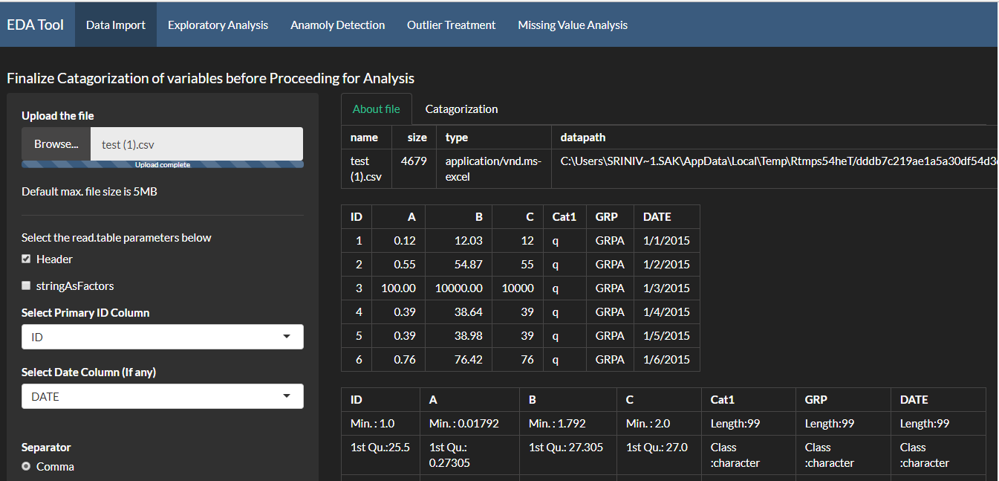 EDA Tool Data Import Exploratory Analysis Anamoly Detection Outlier Treatment Missing Value Analysis
Finalize Catagorization of variables before Proceeding for Analysis
Upload the file
Browse... test (1).csv
Upload complete
Default max. file size is 5MB
Select the read.table parameters below
Header
stringAsFactors
Select Primary ID Column
ID
Select Date Column (If any)
DATE
Separator
Comma
About file Catagorization
name size type datapath
test 4679 application/vnd.ms- C:\Users\SRINIV~1.SAK\AppData\Local\Temp\Rtmps54heT/dddb7c219ae1a5a30df54d3
(1).csv excel
ID A B C Cat1 GRP DATE
1 0.12 12.03 12 q GRPA 1/1/2015
2 0.55 54.87 55 q GRPA 1/2/2015
3 100.00 10000.00 10000 q GRPA 1/3/2015
4 0.39 38.64 39 q GRPA 1/4/2015
5 0.39 38.98 39 q GRPA 1/5/2015
6 0.76 76.42 76 q GRPA 1/6/2015
ID A B C Cat1 GRP DATE
Min. : 1.0 Min. : 0.01792 Min. : 1.792 Min. : 2.0 Length:99 Length:99 Length:99
1st Qu.:25.5 1st Qu.: 1st Qu.: 27.305 1st Qu.: 27.0 Class Class Class
0.27305 :character :character :character